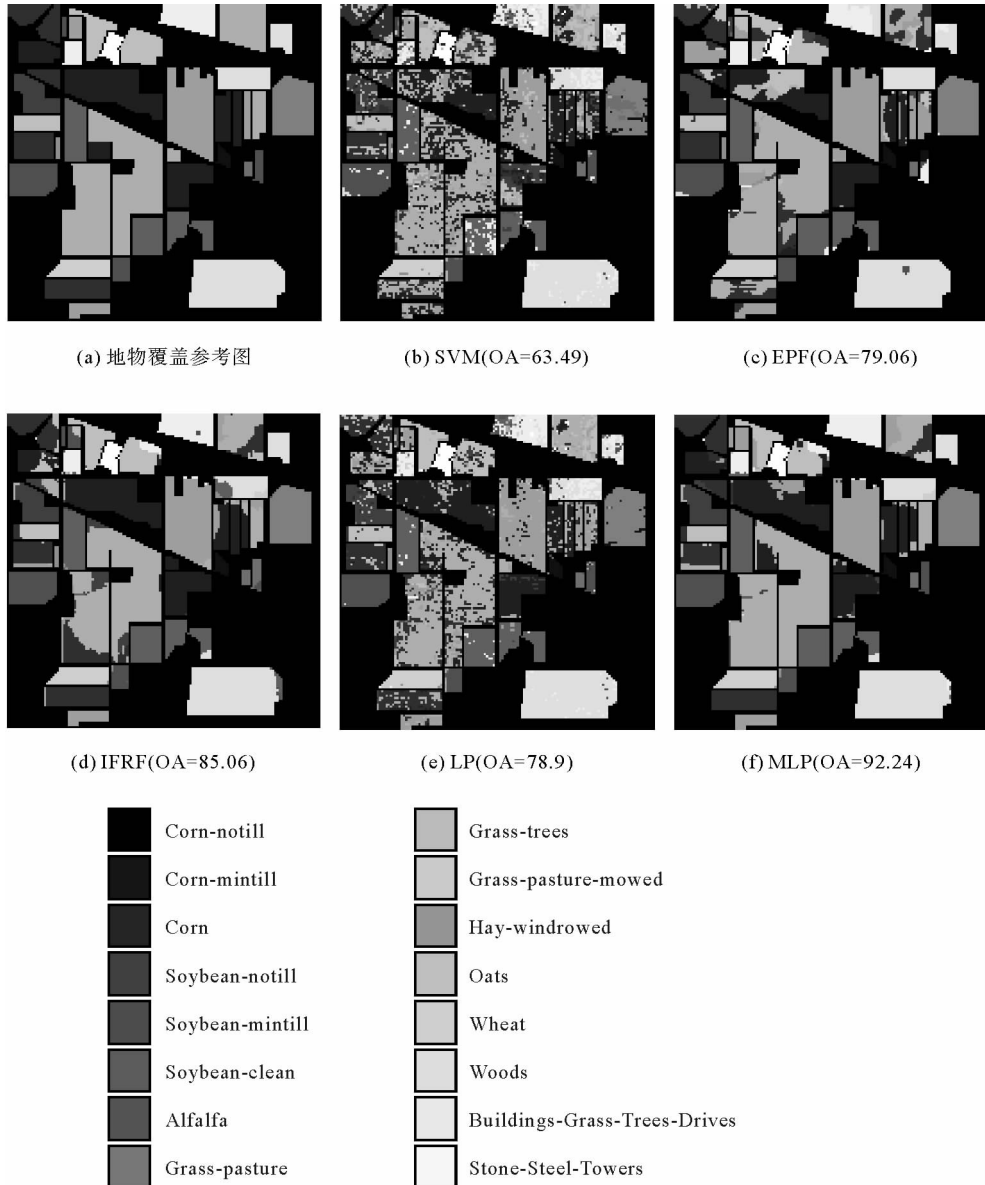 (a) 地物覆盖参考图
(b) SVM(OA=63.49)
(c) EPF(OA=79.06)
(d) IFRF(OA=85.06)
(e) LP(OA=78.9)
(f) MLP(OA=92.24)
Corn-notill
Corn-mintill
Corn
Soybean-notill
Soybean-mintill
Soybean-clean
Alfalfa
Grass-pasture
Grass-trees
Grass-pasture-mowed
Hay-windrowed
Oats
Wheat
Woods
Buildings-Grass-Trees-Drives
Stone-Steel-Towers